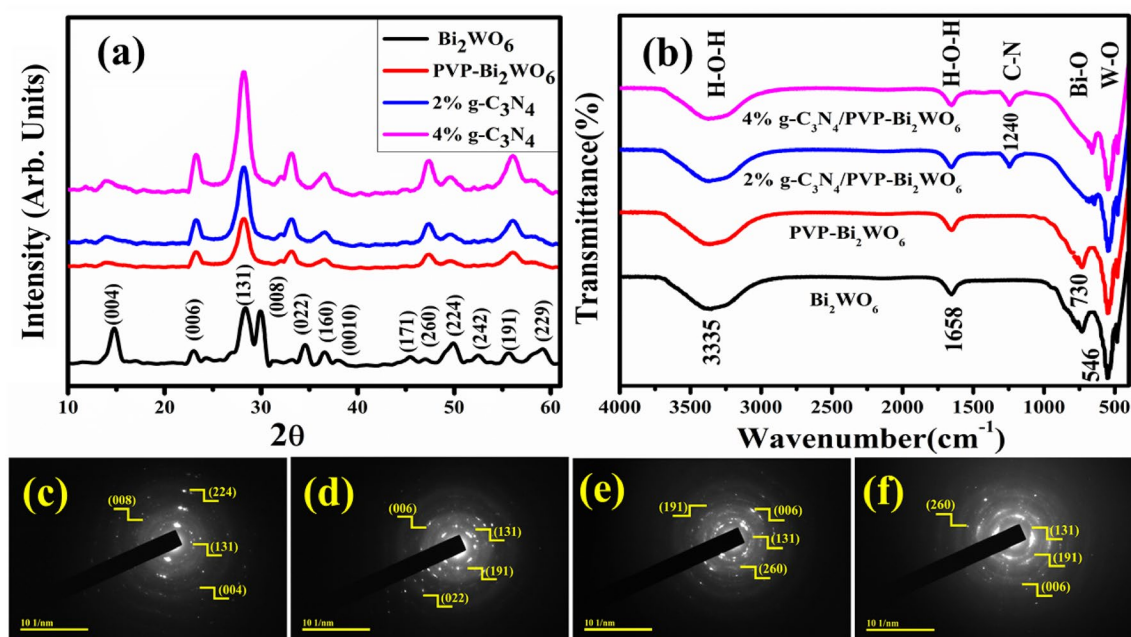 (a)
Bi₂WO₆
PVP-Bi₂WO₆
2% g-C₃N₄
4% g-C₃N₄
Intensity (Arb. Units)
(004)
(006)
(131)
(008)
(022)
(160)
(0010)
(171)
(260)
(224)
(242)
(191)
(229)
10 20 30 40 50 60
2θ
(b)
H-O-H
H-O-H
C-N
Bi-O
W-O
4% g-C₃N₄/PVP-Bi₂WO₆
1240
2% g-C₃N₄/PVP-Bi₂WO₆
PVP-Bi₂WO₆
Bi₂WO₆
3335
1658
730
546
Transmittance(%)
4000 3500 3000 2500 2000 1500 1000 500
Wavenumber(cm⁻¹)
(c)
(224)
(008)
(131)
(004)
10 1/nm
(d)
(006)
(131)
(191)
(022)
10 1/nm
(e)
(191)
(006)
(131)
(260)
10 1/nm
(f)
(260)
(131)
(191)
(006)
10 1/nm